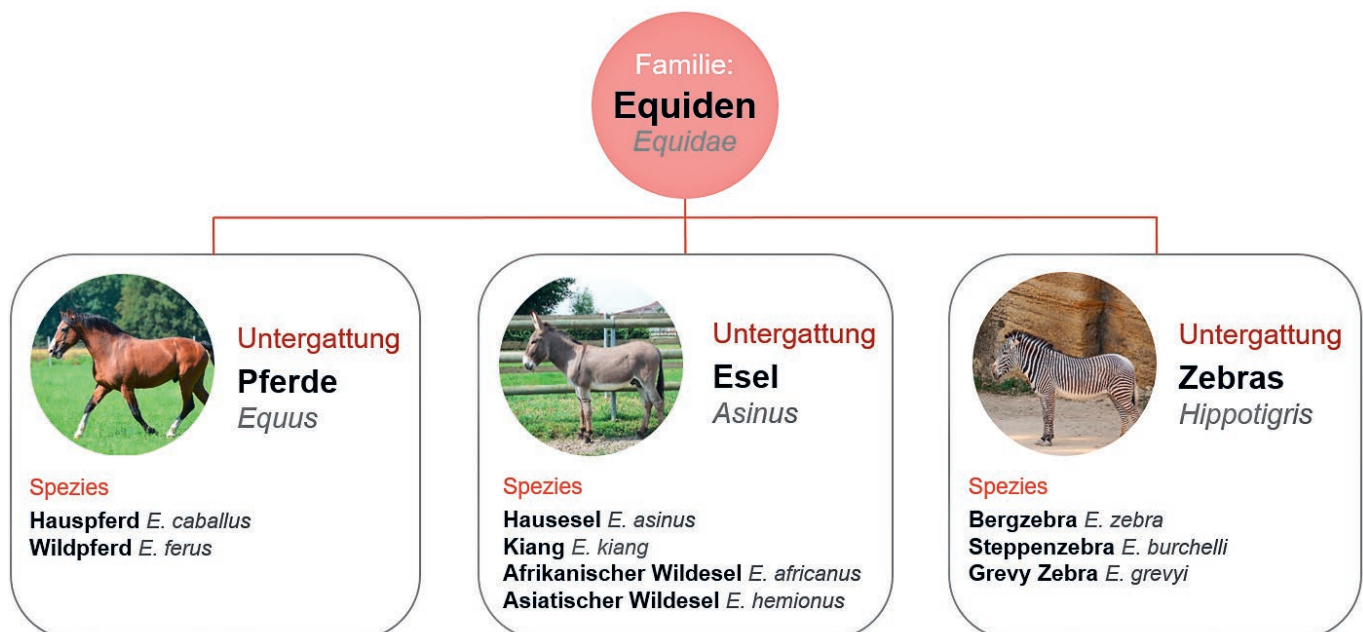 Familie:
Equiden
Equidae
Untergattung
Pferde
Equus
Spezies
Hauspferd E. caballus
Wildpferd E. ferus
Untergattung
Esel
Asinus
Spezies
Hausesel E. asinus
Kiang E. kiang
Afrikanischer Wildesel E. africanus
Asiatischer Wildesel E. hemionus
Untergattung
Zebras
Hippotigris
Spezies
Bergzebra E. zebra
Steppenzebra E. burchelli
Grevy Zebra E. grevyi